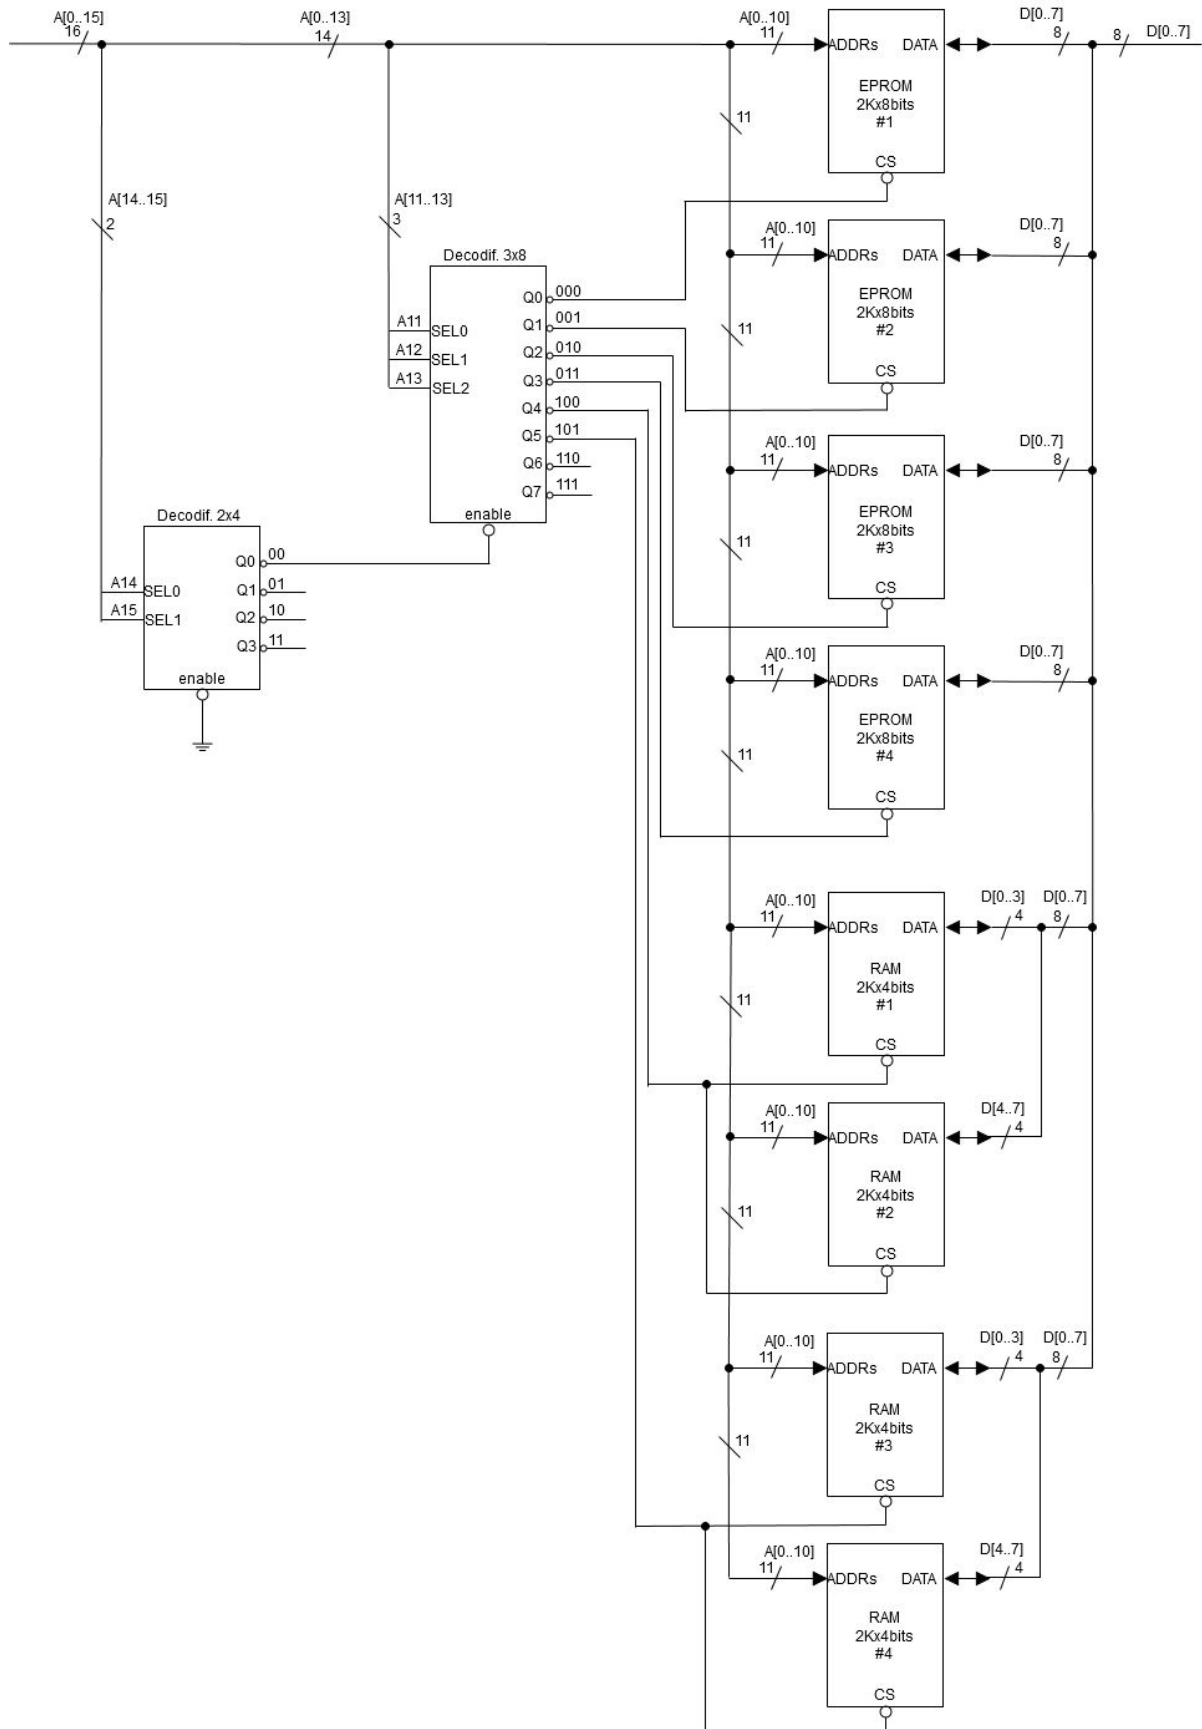 A[0..15]
16
A[0..13]
14
A[0..10]
11
ADDRs
DATA
D[0..7]
8
8
D[0..7]
EPROM
2Kx8bits
#1
CS
11
A[14..15]
2
A[11..13]
3
A[0..10]
11
ADDRs
DATA
D[0..7]
8
EPROM
2Kx8bits
#2
CS
11
Decodif. 3x8
Q0
000
Q1
001
Q2
010
Q3
011
Q4
100
Q5
101
Q6
110
Q7
111
A11
SEL0
A12
SEL1
A13
SEL2
enable
A[0..10]
11
ADDRs
DATA
D[0..7]
8
EPROM
2Kx8bits
#3
CS
11
Decodif. 2x4
Q0
00
Q1
01
Q2
10
Q3
11
A14
SEL0
A15
SEL1
enable
A[0..10]
11
ADDRs
DATA
D[0..7]
8
EPROM
2Kx8bits
#4
CS
11
A[0..10]
11
ADDRs
DATA
D[0..3]
4
D[0..7]
8
RAM
2Kx4bits
#1
CS
11
A[0..10]
11
ADDRs
DATA
D[4..7]
4
RAM
2Kx4bits
#2
CS
11
A[0..10]
11
ADDRs
DATA
D[0..3]
4
D[0..7]
8
RAM
2Kx4bits
#3
CS
11
A[0..10]
11
ADDRs
DATA
D[4..7]
4
RAM
2Kx4bits
#4
CS